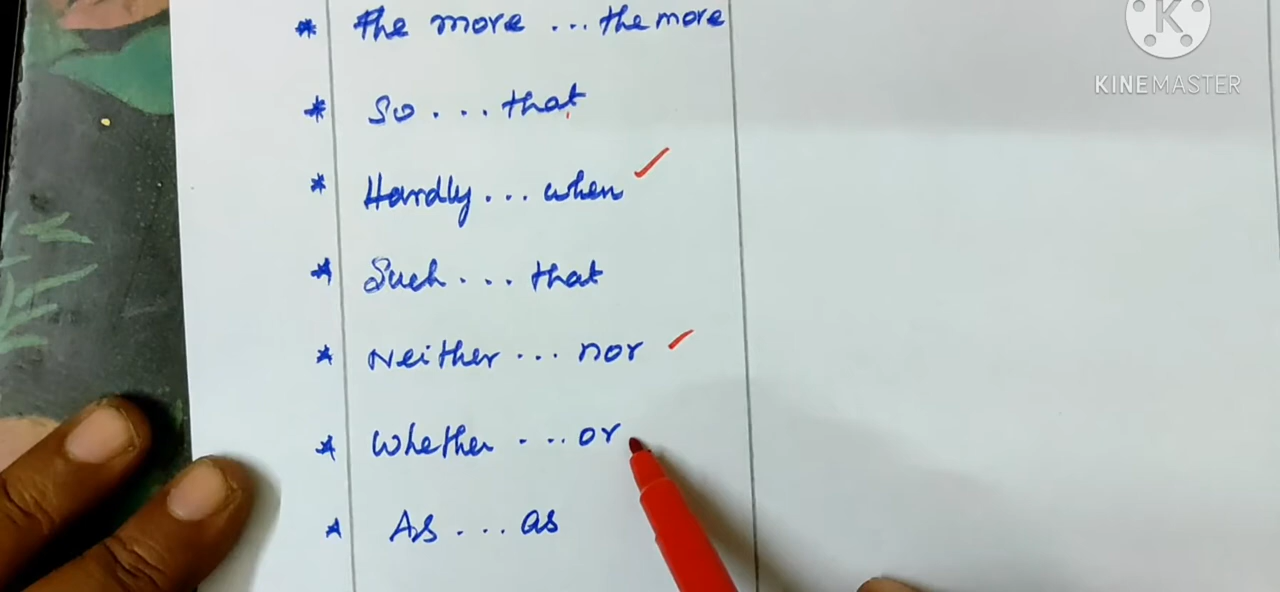 * The more ... the more
* So ... that
* Hardly ... when
* Such ... that
* Neither ... nor
* Whether ... or
* As ... as
K
KINEMASTER